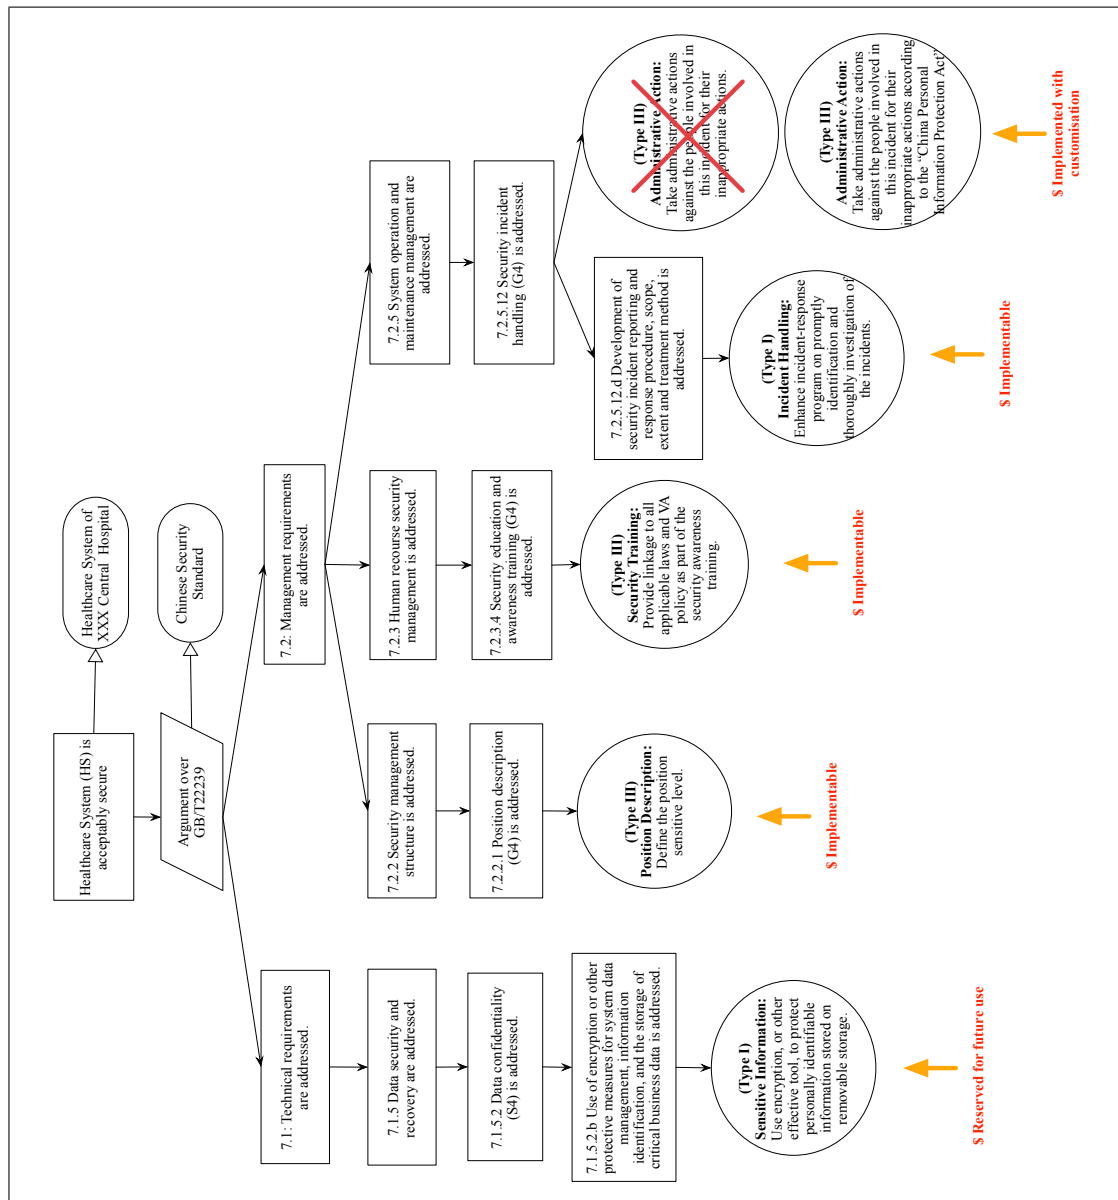 Healthcare System (HS) is
acceptably secure
Healthcare System of
XXX Central  Hospital
Argument over
GB/T22239
Chinese Security
Standard
7.1: Technical requirements
are addressed.
7.2: Management requirements
are addressed.
7.1.5 Data security and
recovery are addressed.
7.2.2 Security management
structure is addressed.
7.2.3 Human recourse security
management is addressed.
7.2.5 System operation and
maintenance management are
addressed.
7.1.5.2 Data confidentiality
(S4) is addressed.
7.2.2.1 Position description
(G4) is addressed.
7.2.3.4 Security education and
awareness training (G4) is
addressed.
7.2.5.12 Security incident
handling (G4) is addressed.
7.1.5.2.b Use of encryption or other
protective measures for system data
management, information
identification, and the storage of
critical business data is addressed.
(Type III)
Position Description:
Define the position
sensitive level.
(Type III)
Security Training:
Provide linkage to all
applicable laws and VA
policy as part of the
security awareness
training.
7.2.5.12.d Development of
security incident reporting and
response procedure, scope,
extent and treatment method is
addressed.
(Type III)
Administrative Action:
Take administrative actions
against the people involved in
this incident for their
inappropriate actions.
(Type I)
Sensitive Information:
Use encryption, or other
effective tool, to protect
personally identifiable
information stored on
removable storage.
(Type I)
Incident Handling:
Enhance incident-response
program on promptly
identification and
thoroughly investigation of
the incidents.
(Type III)
Administrative Action:
Take administrative actions
against the people involved in
this incident for their
inappropriate actions according
to the “China Personal
Information Protection Act”
$ Reserved for future use
$ Implementable
$ Implementable
$ Implementable
$ Implemented with
customisation